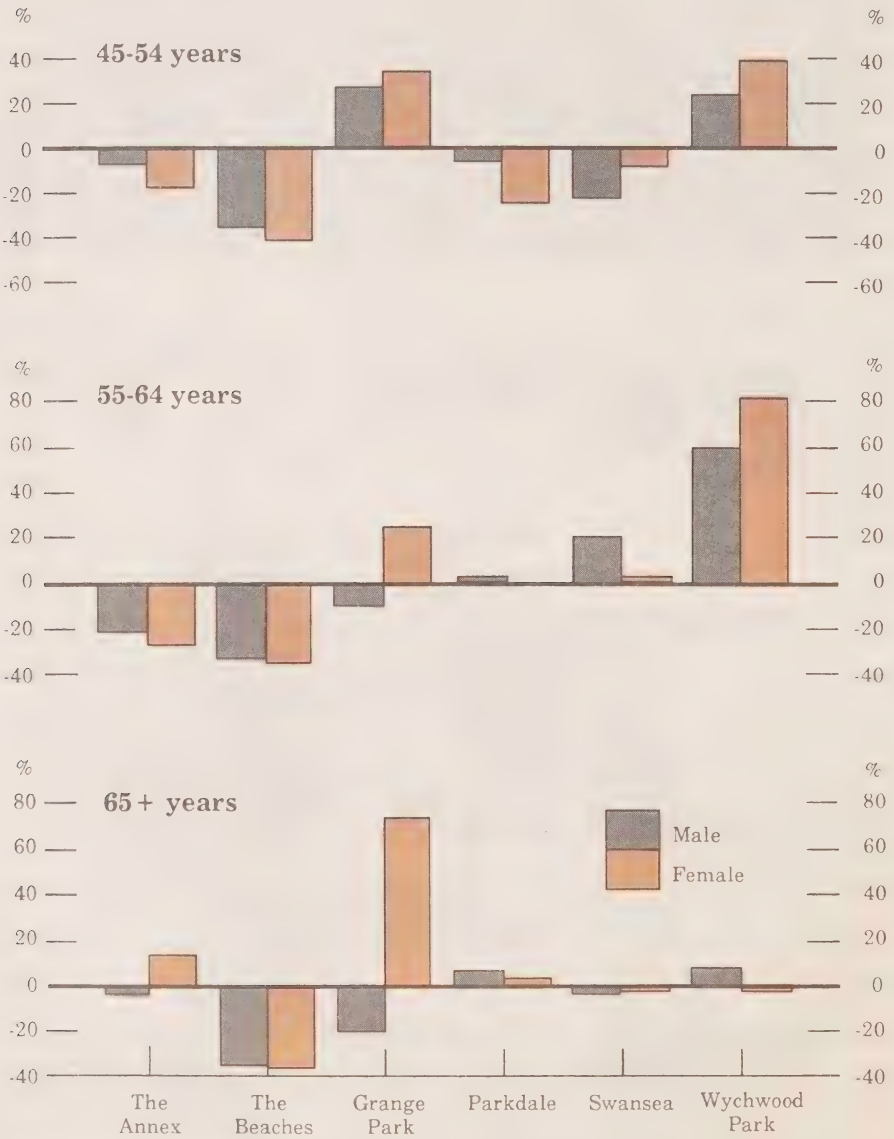 % %
45-54 years
40 40
20 20
0 0
-20 -20
-40 -40
-60 -60
% %
55-64 years
80 80
60 60
40 40
20 20
0 0
-20 -20
-40 -40
% %
65+ years
80 80
60 60
40 40
20 20
0 0
-20 -20
-40 -40
Male
Female
The Annex
The Beaches
Grange Park
Parkdale
Swansea
Wychwood Park